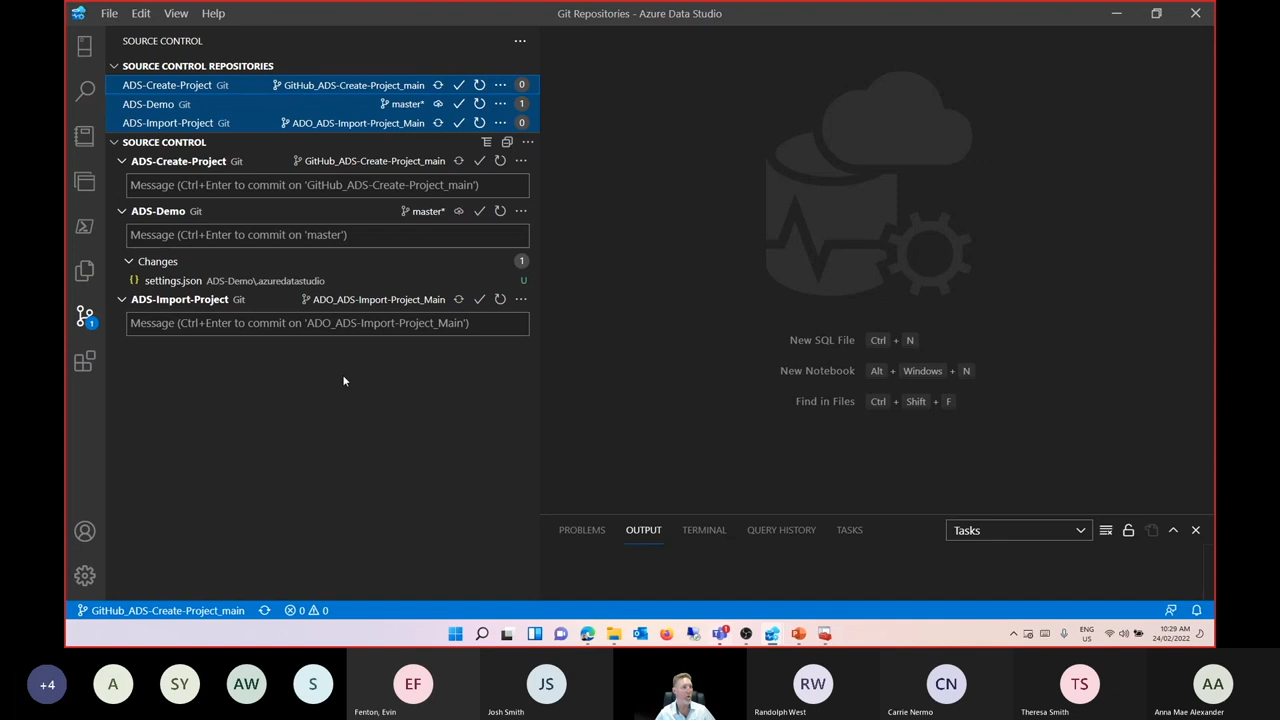 File Edit View Help
Git Repositories - Azure Data Studio
SOURCE CONTROL
SOURCE CONTROL REPOSITORIES
ADS-Create-Project Git GitHub_ADS-Create-Project_main 0
ADS-Demo Git master* 1
ADS-Import-Project Git ADO_ADS-Import-Project_Main 0
SOURCE CONTROL
ADS-Create-Project Git GitHub_ADS-Create-Project_main
Message (Ctrl+Enter to commit on 'GitHub_ADS-Create-Project_main')
ADS-Demo Git master*
Message (Ctrl+Enter to commit on 'master')
Changes 1
{} settings.json ADS-Demo\.azuredatastudio U
ADS-Import-Project Git ADO_ADS-Import-Project_Main
Message (Ctrl+Enter to commit on 'ADO_ADS-Import-Project_Main')
1
New SQL File Ctrl + N
New Notebook Alt + Windows + N
Find in Files Ctrl + Shift + F
PROBLEMS OUTPUT TERMINAL QUERY HISTORY TASKS
Tasks
GitHub_ADS-Create-Project_main 0 0
ENG
US
10:29 AM
24/02/2022
+4 A SY AW S EF JS RW CN TS AA
Fenton, Evin
Josh Smith
Randolph West
Carrie Nermo
Theresa Smith
Anna Mae Alexander